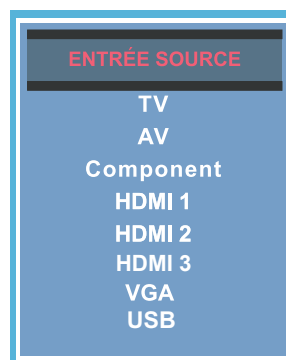 ENTRÉE SOURCE
TV
AV
Component
HDMI 1
HDMI 2
HDMI 3
VGA
USB